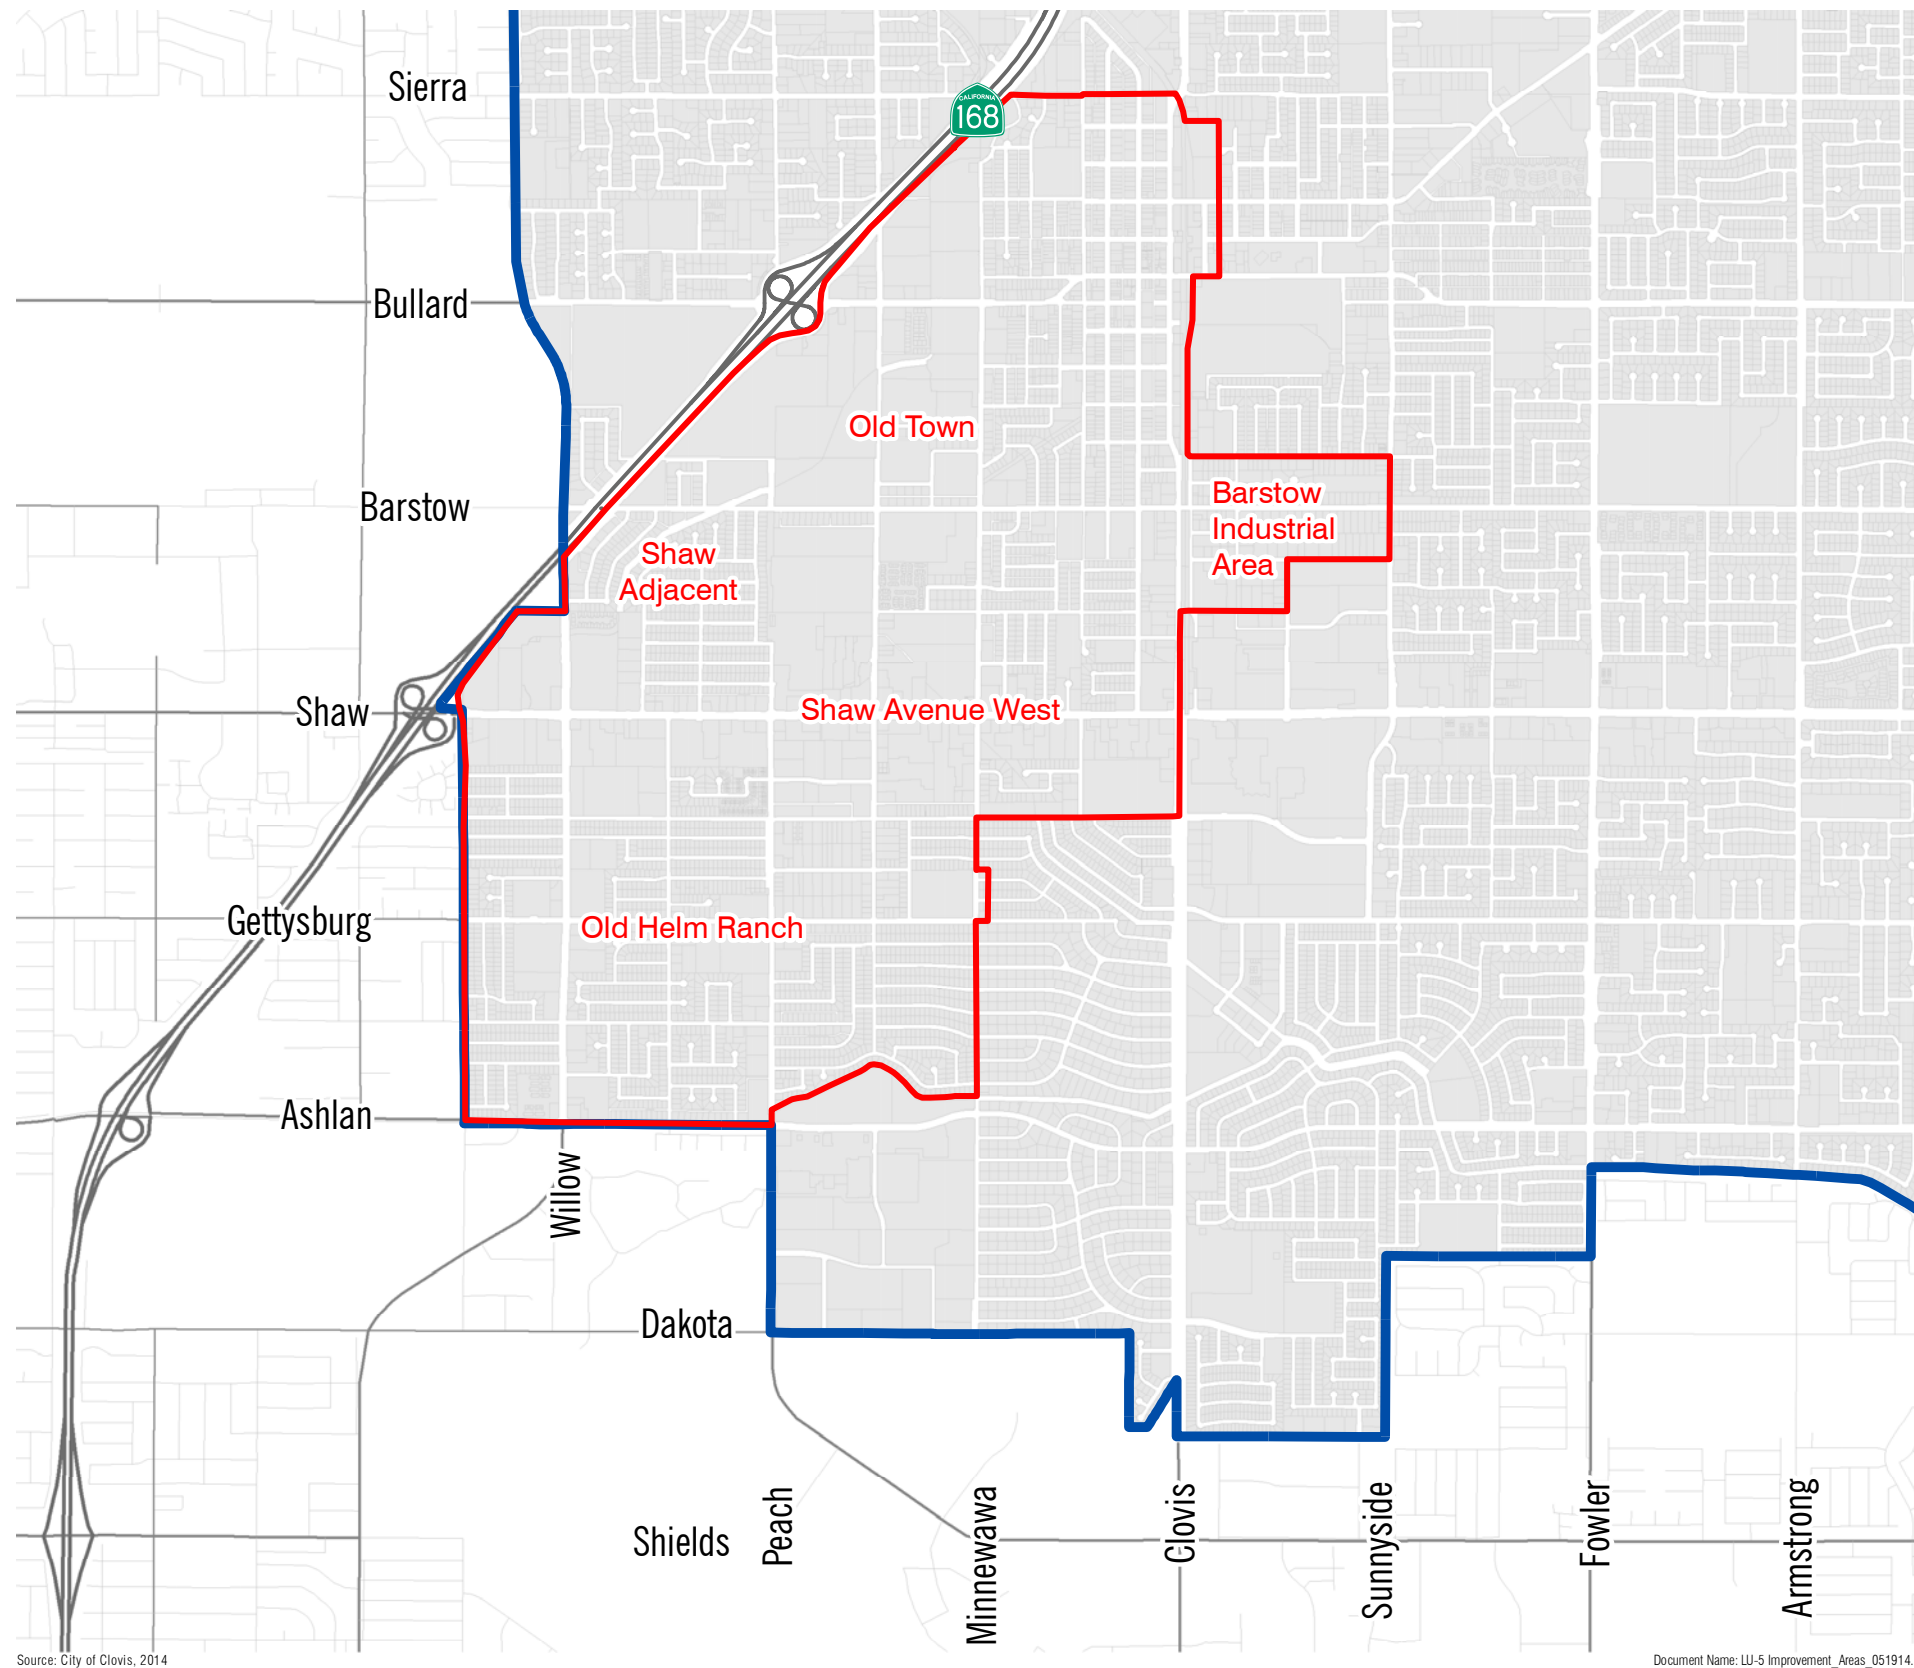 Sierra
CALIFORNIA
168
Bullard
Old Town
Barstow
Barstow
Industrial
Area
Shaw
Adjacent
Shaw
Shaw Avenue West
Gettysburg
Old Helm Ranch
Ashlan
Willow
Dakota
Shields
Peach
Minnewawa
Clovis
Sunnyside
Fowler
Armstrong
Source: City of Clovis, 2014
Document Name: LU-5 Improvement_Areas_051914.